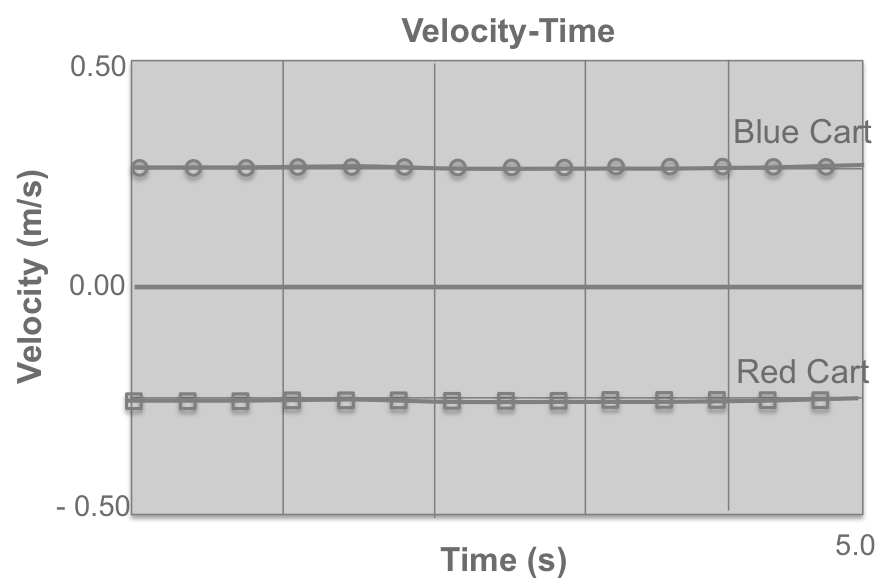 Velocity-Time
0.50
Blue Cart
Velocity (m/s)
0.00
Red Cart
- 0.50
5.0
Time (s)